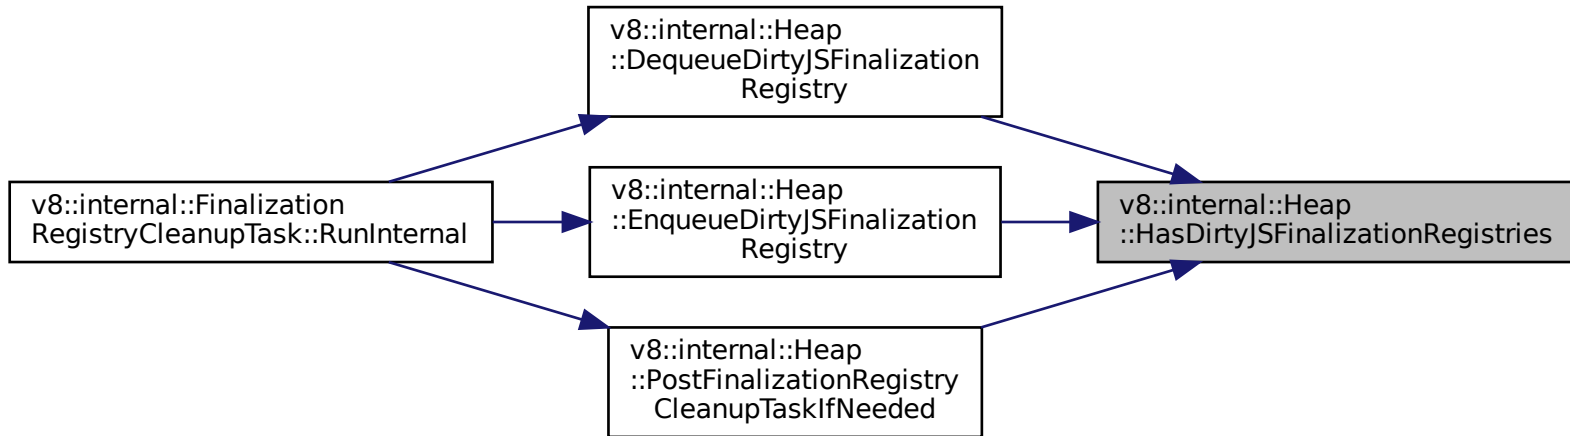 v8::internal::Heap
::DequeueDirtyJSFinalization
Registry
v8::internal::Finalization
RegistryCleanupTask::RunInternal
v8::internal::Heap
::EnqueueDirtyJSFinalization
Registry
v8::internal::Heap
::HasDirtyJSFinalizationRegistries
v8::internal::Heap
::PostFinalizationRegistry
CleanupTaskIfNeeded